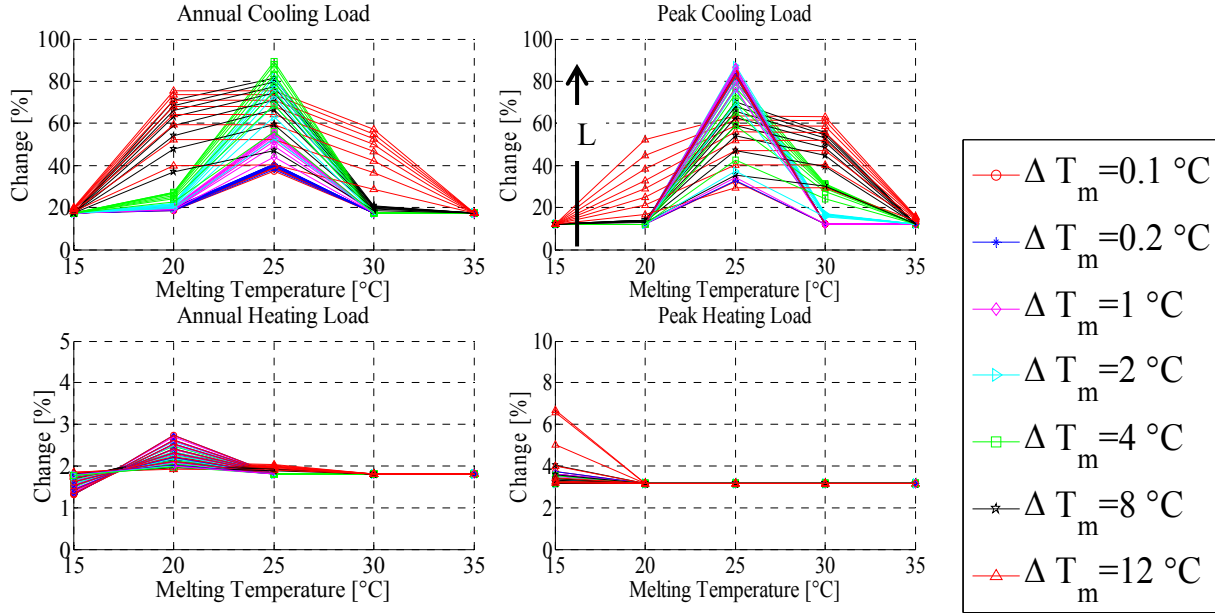 Annual Cooling Load
Change [%]
100
80
60
40
20
0
15 20 25 30 35
Melting Temperature [°C]
Peak Cooling Load
Change [%]
100
80
60
40
20
0
L
15 20 25 30 35
Melting Temperature [°C]
Annual Heating Load
Change [%]
5
4
3
2
1
0
15 20 25 30 35
Melting Temperature [°C]
Peak Heating Load
Change [%]
10
8
6
4
2
0
15 20 25 30 35
Melting Temperature [°C]
Δ Tm=0.1 °C
Δ Tm=0.2 °C
Δ Tm=1 °C
Δ Tm=2 °C
Δ Tm=4 °C
Δ Tm=8 °C
Δ Tm=12 °C